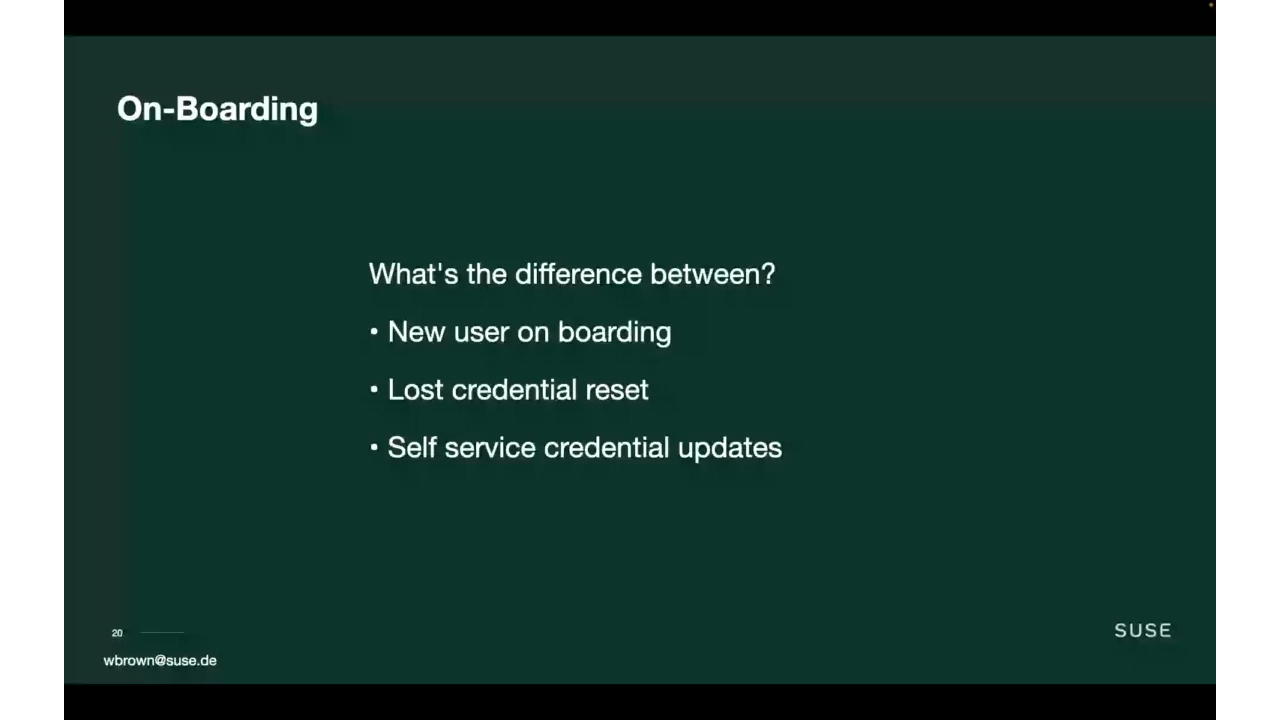 On-Boarding
What's the difference between?
• New user on boarding
• Lost credential reset
• Self service credential updates
20
SUSE
wbrown@suse.de